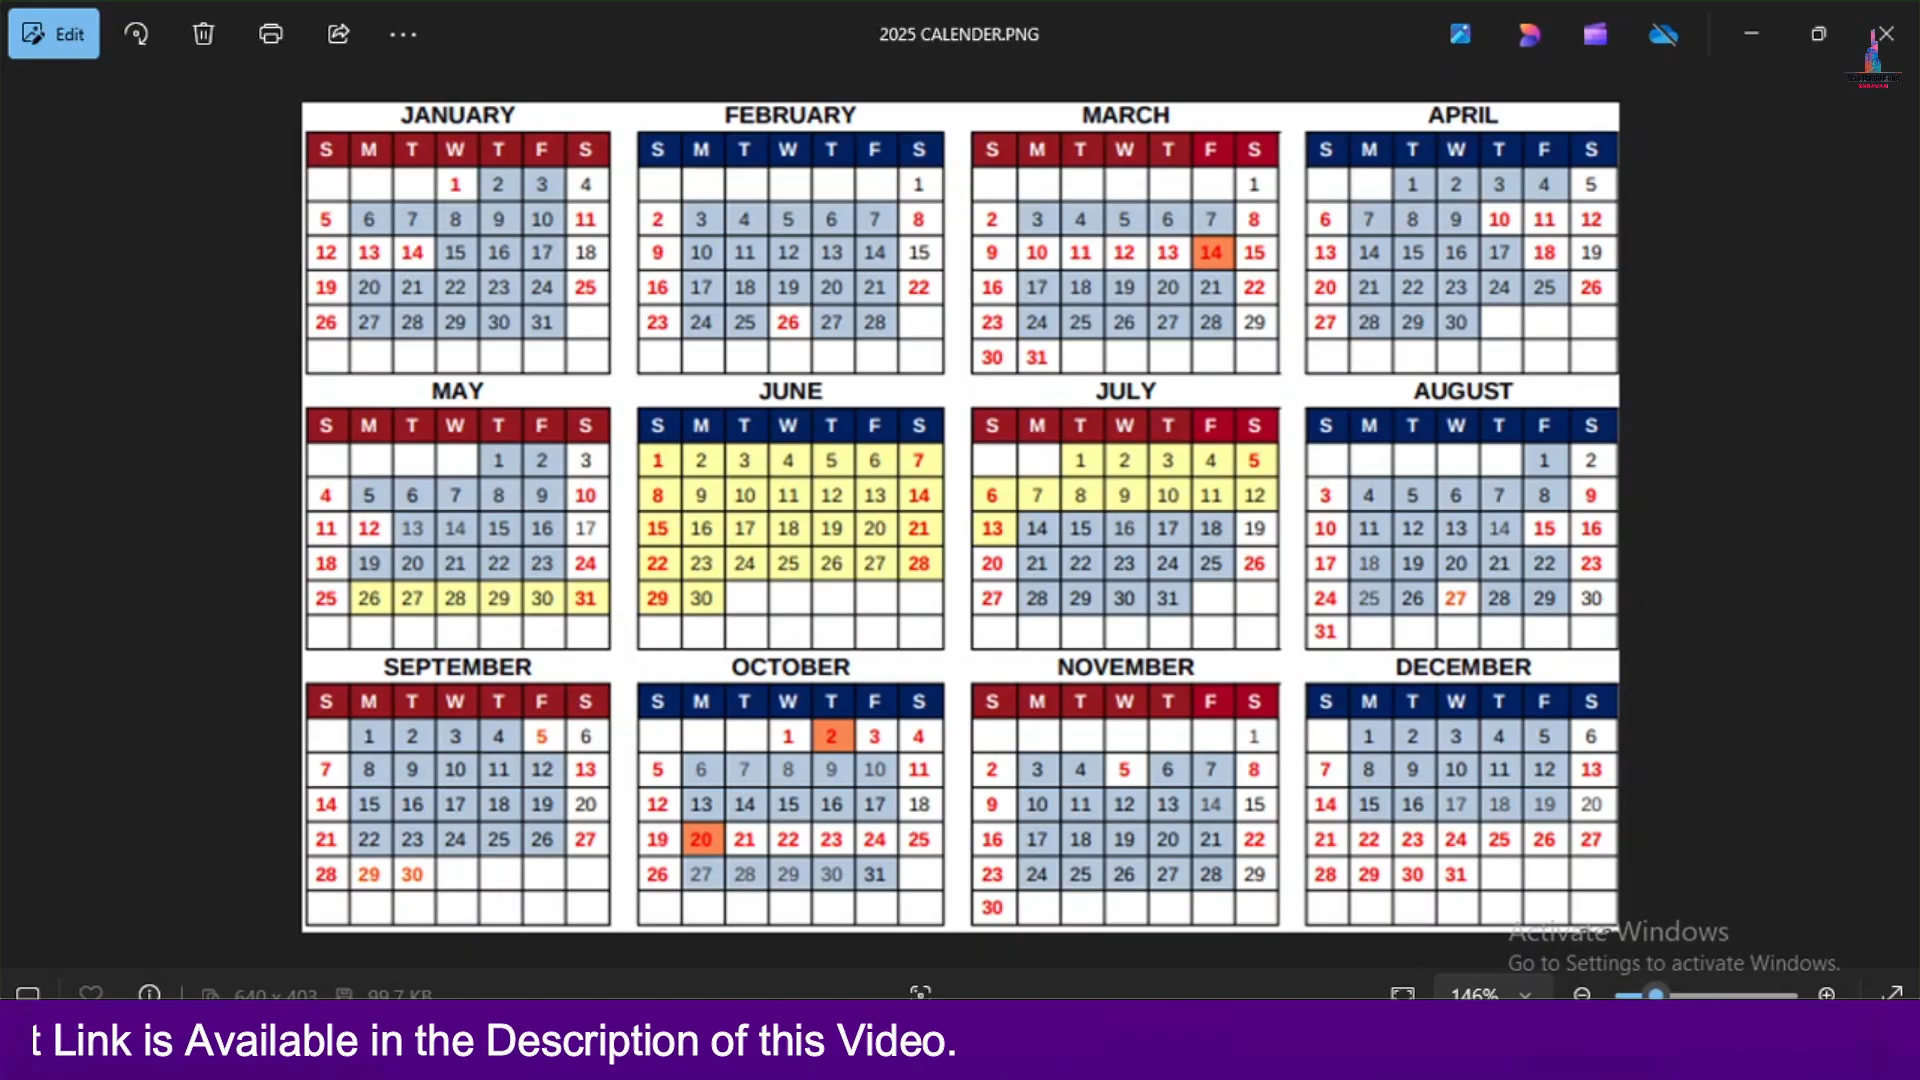 Edit
2025 CALENDER.PNG
JANUARY FEBRUARY MARCH APRIL
S M T W T F S S M T W T F S S M T W T F S S M T W T F S
1 2 3 4 1 1 1 2 3 4 5
5 6 7 8 9 10 11 2 3 4 5 6 7 8 2 3 4 5 6 7 8 6 7 8 9 10 11 12
12 13 14 15 16 17 18 9 10 11 12 13 14 15 9 10 11 12 13 14 15 13 14 15 16 17 18 19
19 20 21 22 23 24 25 16 17 18 19 20 21 22 16 17 18 19 20 21 22 20 21 22 23 24 25 26
26 27 28 29 30 31 23 24 25 26 27 28 23 24 25 26 27 28 29 27 28 29 30
30 31
MAY JUNE JULY AUGUST
S M T W T F S S M T W T F S S M T W T F S S M T W T F S
1 2 3 1 2 3 4 5 6 7 1 2 3 4 5 1 2
4 5 6 7 8 9 10 8 9 10 11 12 13 14 6 7 8 9 10 11 12 3 4 5 6 7 8 9
11 12 13 14 15 16 17 15 16 17 18 19 20 21 13 14 15 16 17 18 19 10 11 12 13 14 15 16
18 19 20 21 22 23 24 22 23 24 25 26 27 28 20 21 22 23 24 25 26 17 18 19 20 21 22 23
25 26 27 28 29 30 31 29 30 27 28 29 30 31 24 25 26 27 28 29 30
31
SEPTEMBER OCTOBER NOVEMBER DECEMBER
S M T W T F S S M T W T F S S M T W T F S S M T W T F S
1 2 3 4 5 6 1 2 3 4 1 1 2 3 4 5 6
7 8 9 10 11 12 13 5 6 7 8 9 10 11 2 3 4 5 6 7 8 7 8 9 10 11 12 13
14 15 16 17 18 19 20 12 13 14 15 16 17 18 9 10 11 12 13 14 15 14 15 16 17 18 19 20
21 22 23 24 25 26 27 19 20 21 22 23 24 25 16 17 18 19 20 21 22 21 22 23 24 25 26 27
28 29 30 26 27 28 29 30 31 23 24 25 26 27 28 29 28 29 30 31
30
Activate Windows
Go to Settings to activate Windows.
640 x 403 99.7 KB 146%
t Link is Available in the Description of this Video.